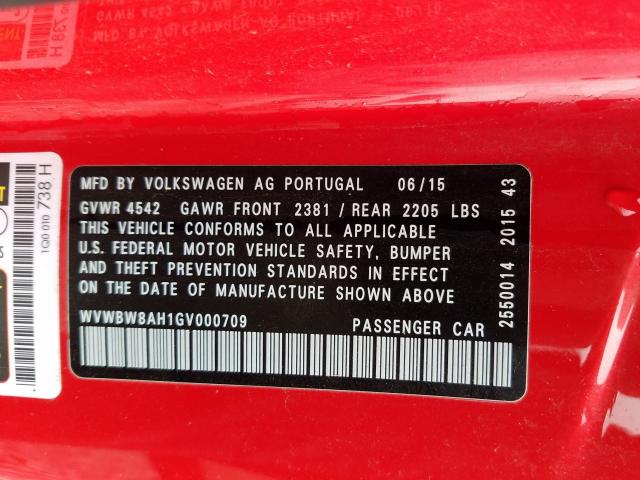 MFD BY VOLKSWAGEN AG PORTUGAL 06/15
GVWR 4542 GAWR FRONT 2381 / REAR 2205 LBS
THIS VEHICLE CONFORMS TO ALL APPLICABLE
U.S. FEDERAL MOTOR VEHICLE SAFETY, BUMPER
AND THEFT PREVENTION STANDARDS IN EFFECT
ON THE DATE OF MANUFACTURE SHOWN ABOVE
WVWBW8AH1GV000709 PASSENGER CAR
2550014 2015 43
1Q0 010 738 H